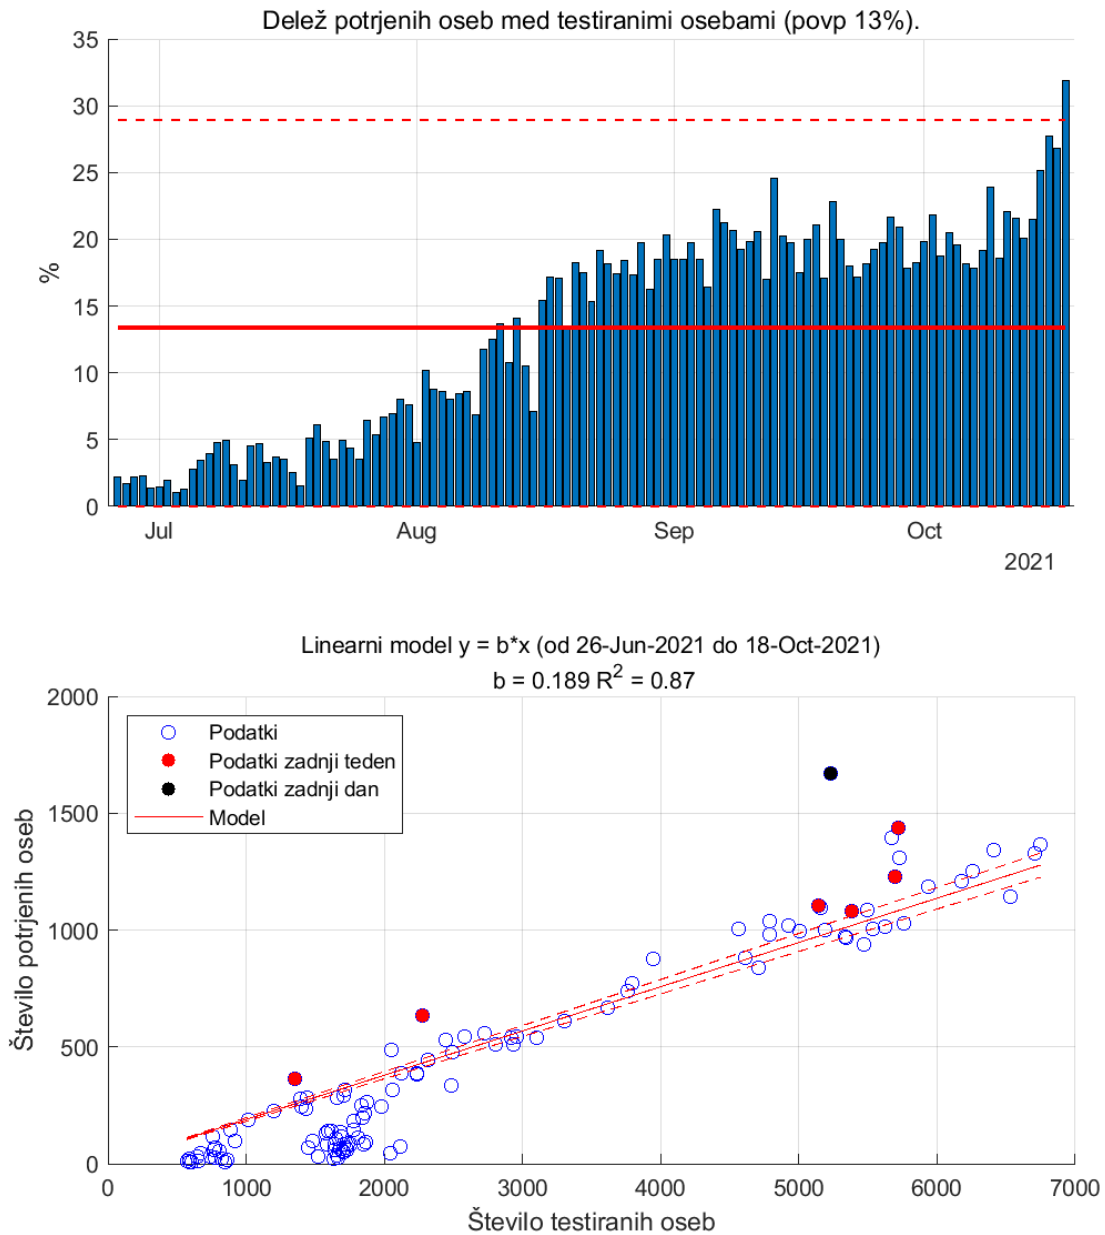 Delež potrjenih oseb med testiranimi osebami (povp 13%).
35
30
25
20
15
10
5
0
%
Jul Aug Sep Oct
2021
Linearni model y = b*x (od 26-Jun-2021 do 18-Oct-2021)
b = 0.189 R² = 0.87
2000
1500
1000
500
0
Število potrjenih oseb
Podatki
Podatki zadnji teden
Podatki zadnji dan
Model
0 1000 2000 3000 4000 5000 6000 7000
Število testiranih oseb